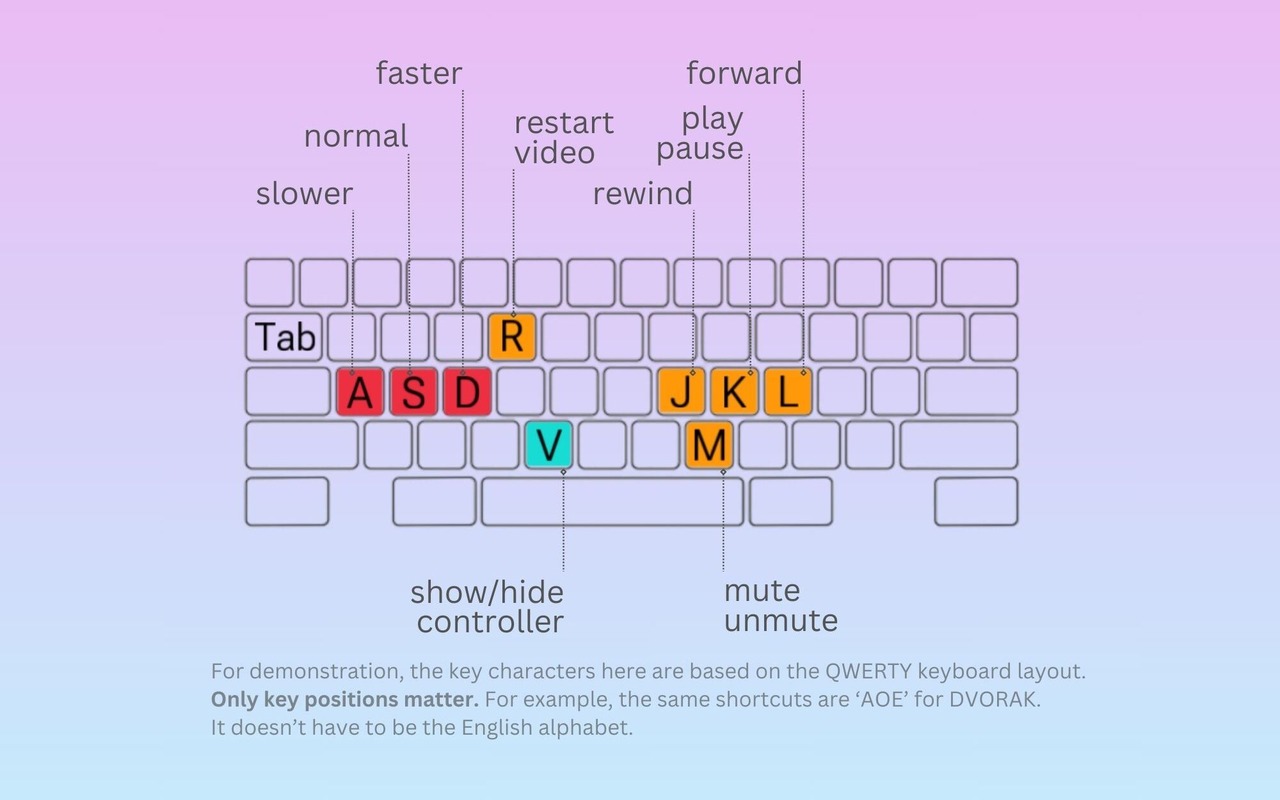 faster
forward
normal
restart
video
play
pause
slower
rewind
Tab
R
A S D J K L
V M
show/hide
controller
mute
unmute
For demonstration, the key characters here are based on the QWERTY keyboard layout.
Only key positions matter. For example, the same shortcuts are ‘AOE’ for DVORAK.
It doesn’t have to be the English alphabet.